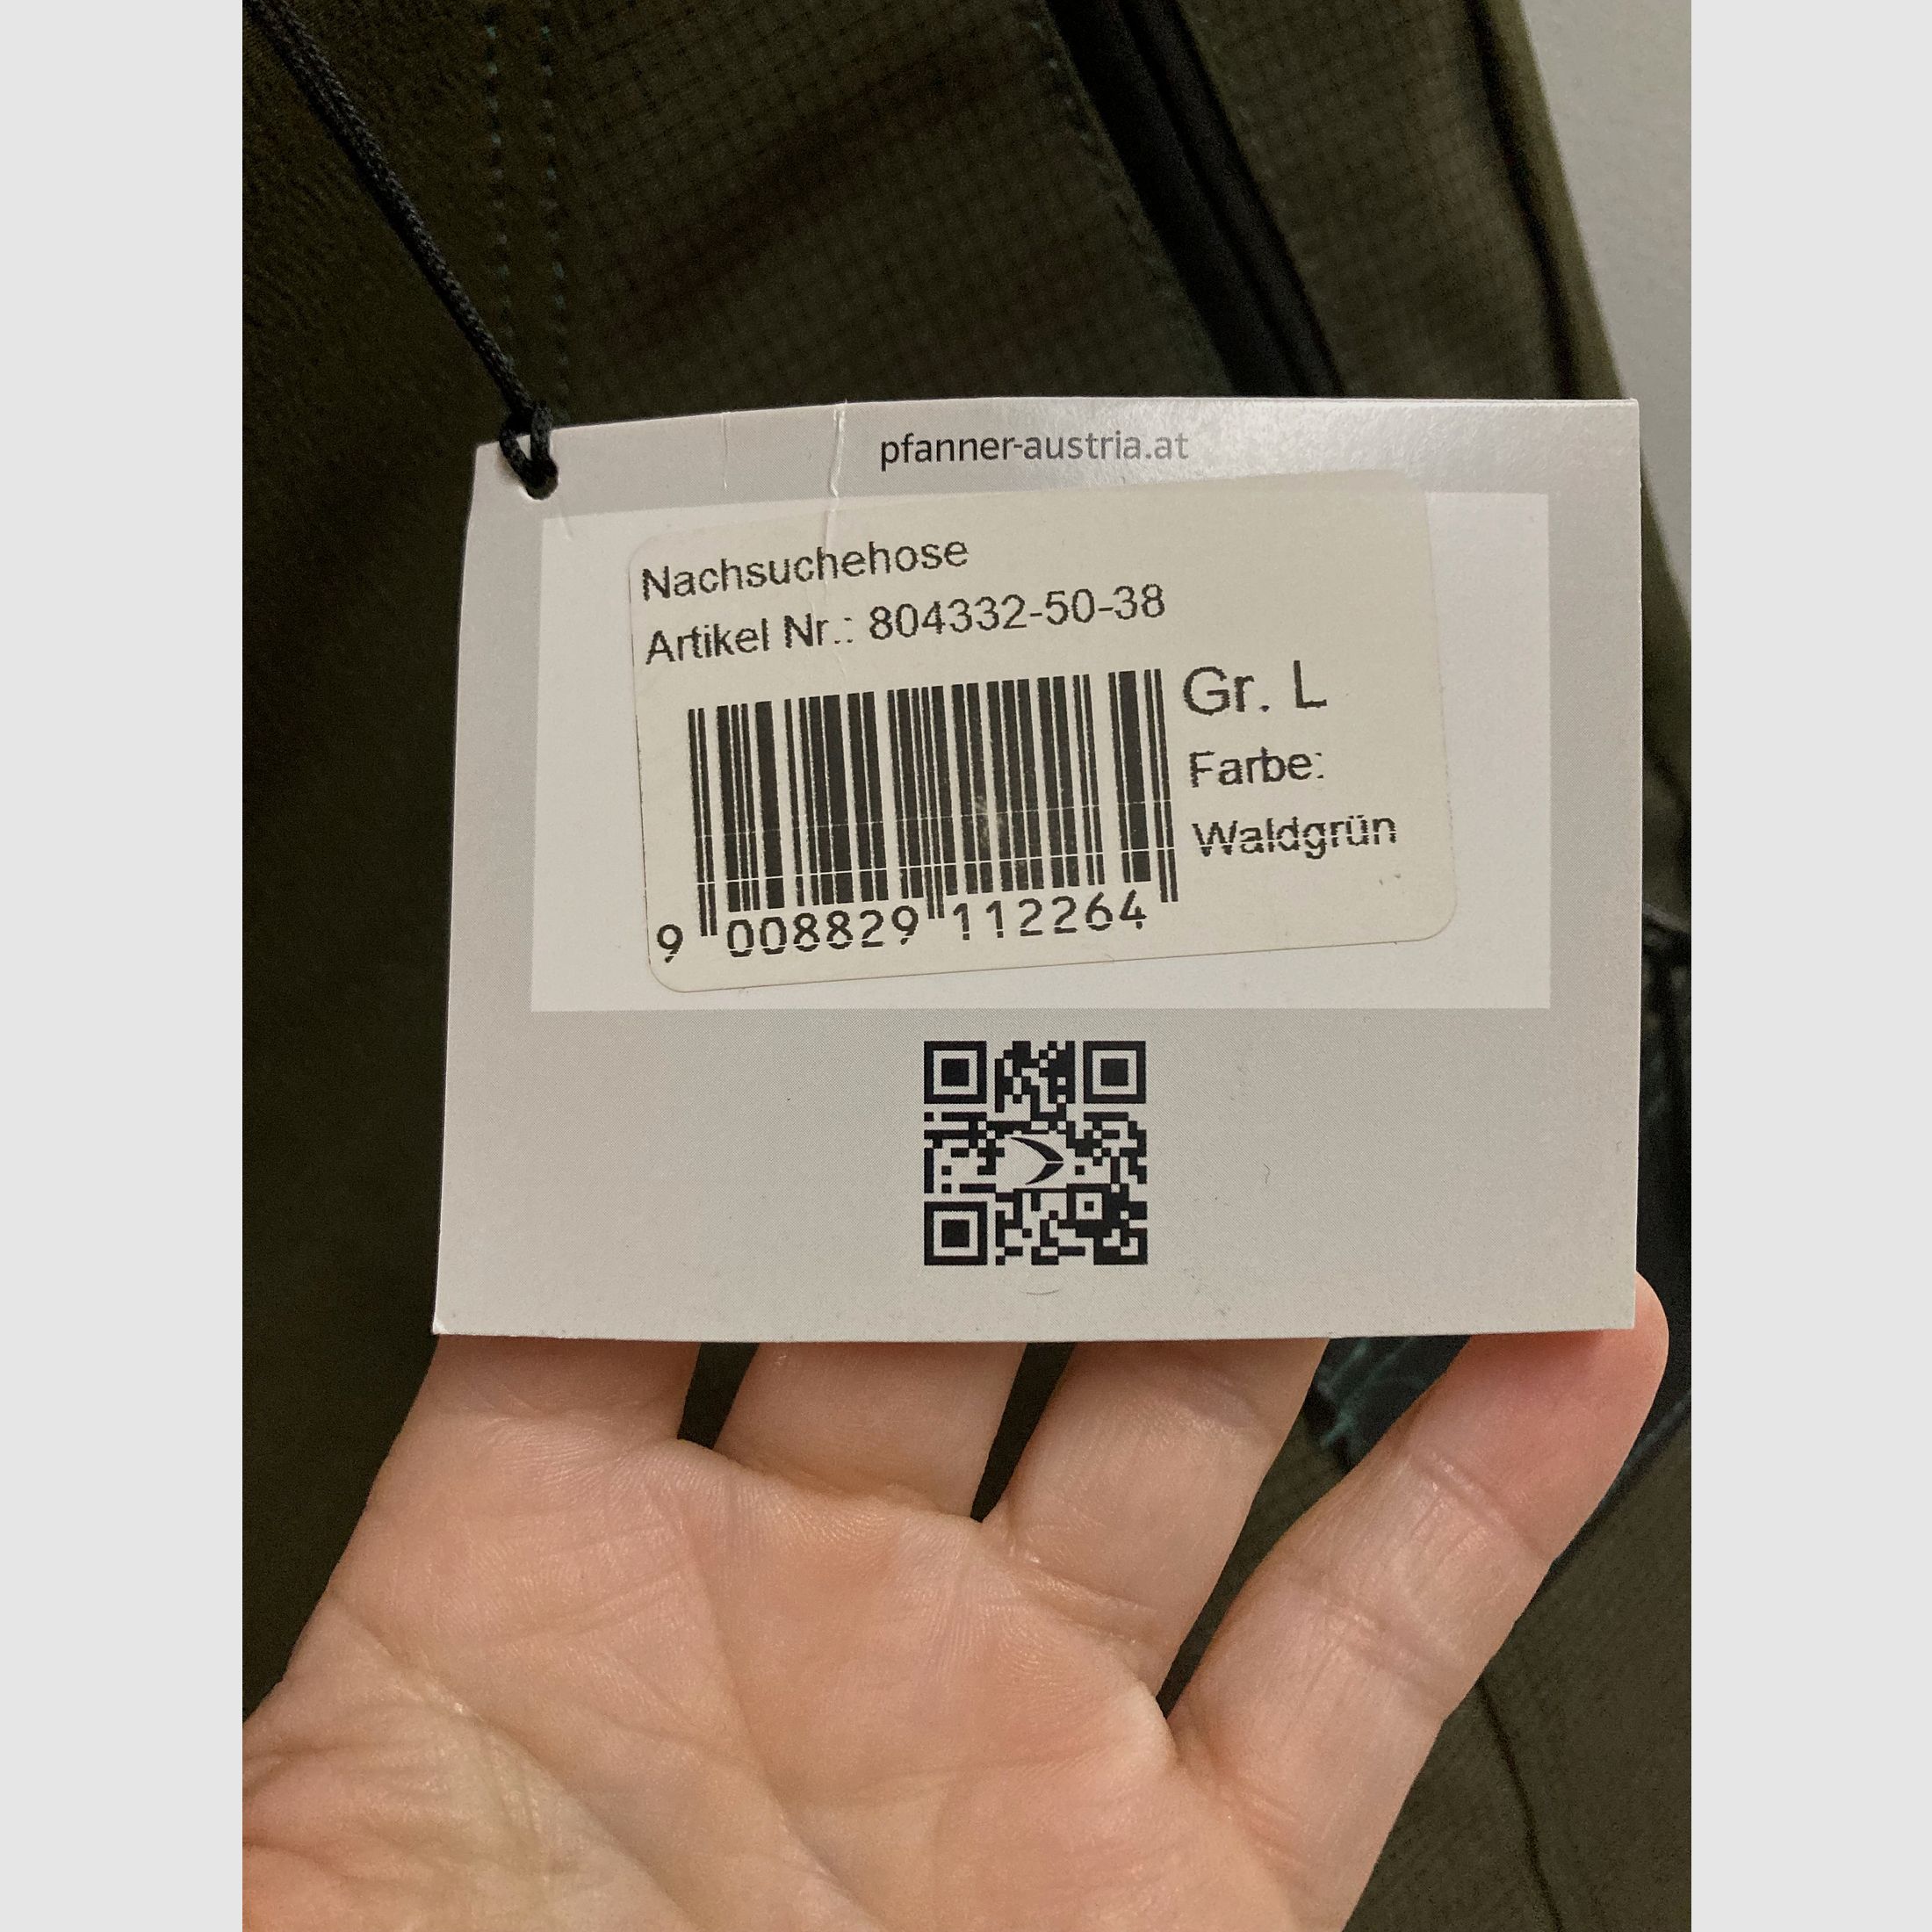 pfanner-austria.at
Nachsuchehose
Artikel Nr.: 804332-50-38
Gr. L
Farbe:
Waldgrün
9 008829 112264